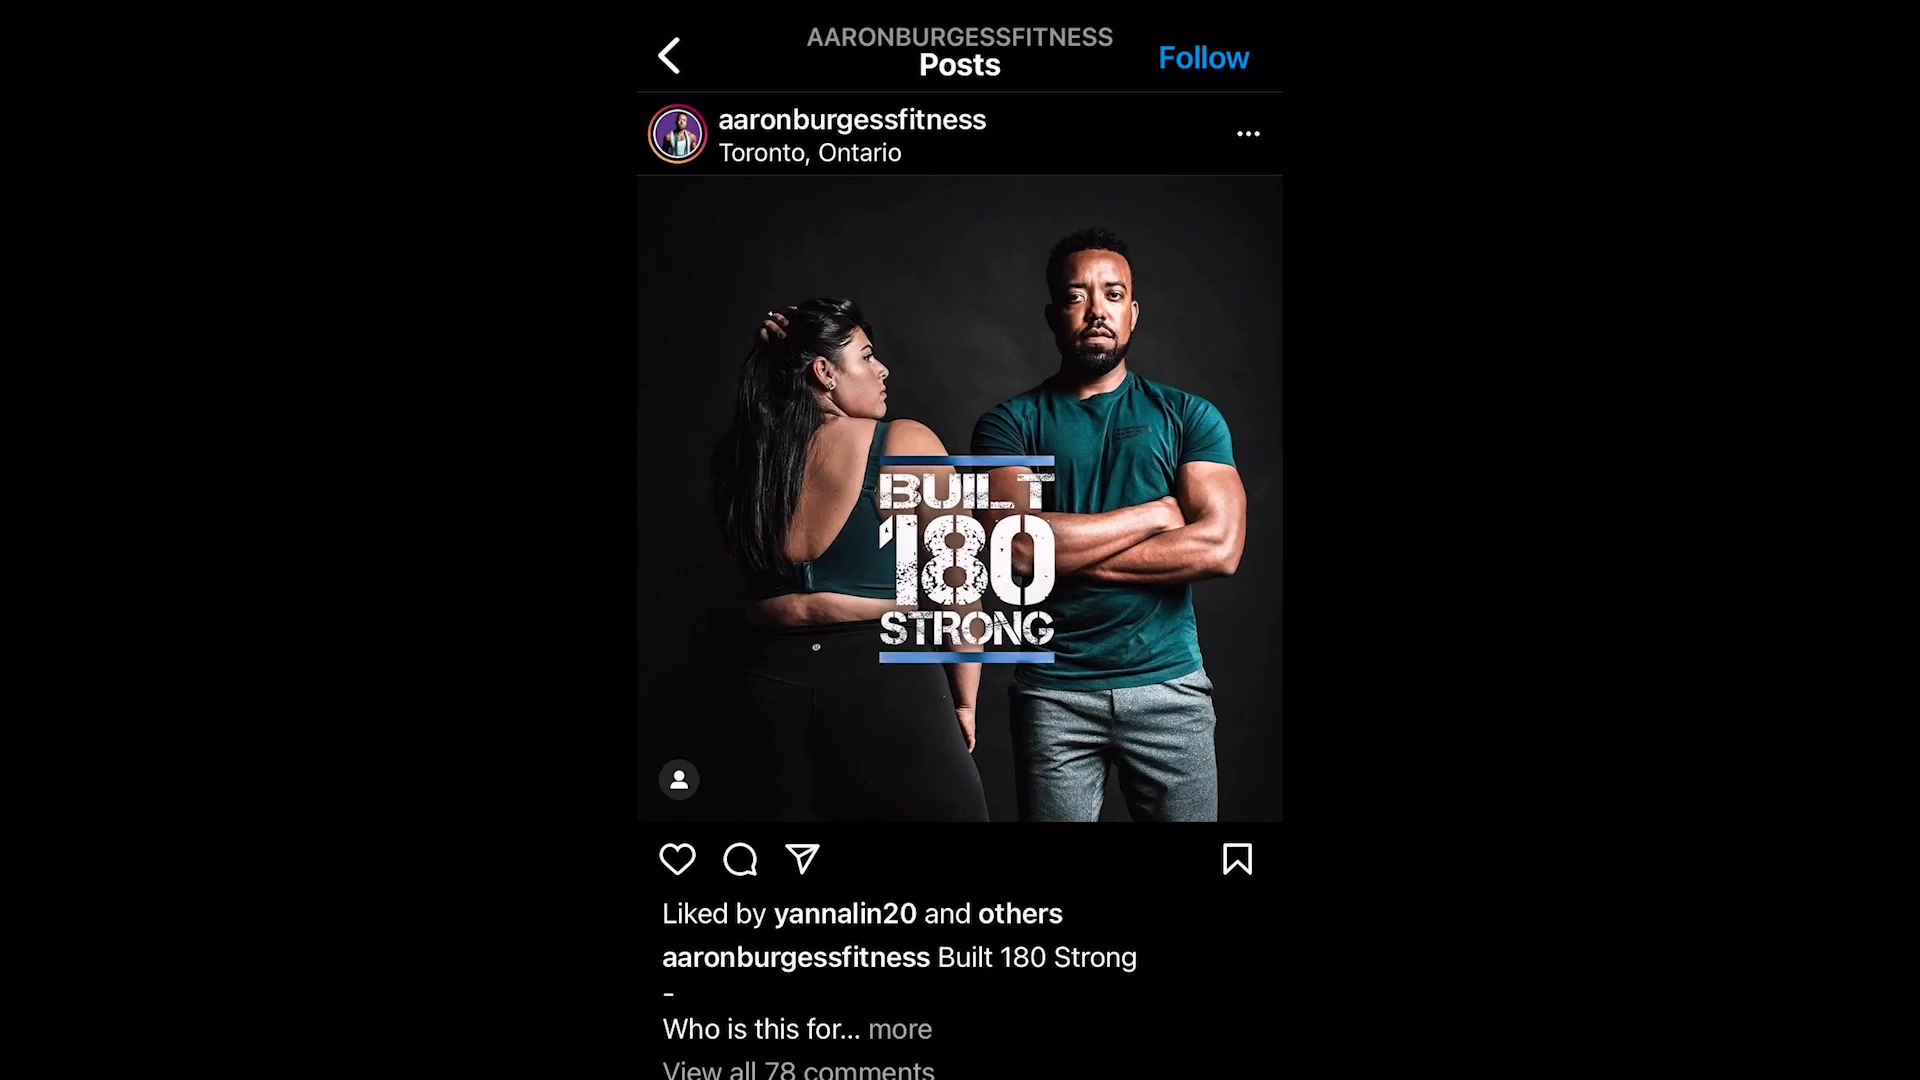 AARONBURGESSFITNESS
Posts
Follow
aaronburgessfitness
Toronto, Ontario
BUILT
180
STRONG
Liked by yannalin20 and others
aaronburgessfitness Built 180 Strong
-
Who is this for... more
View all 78 comments